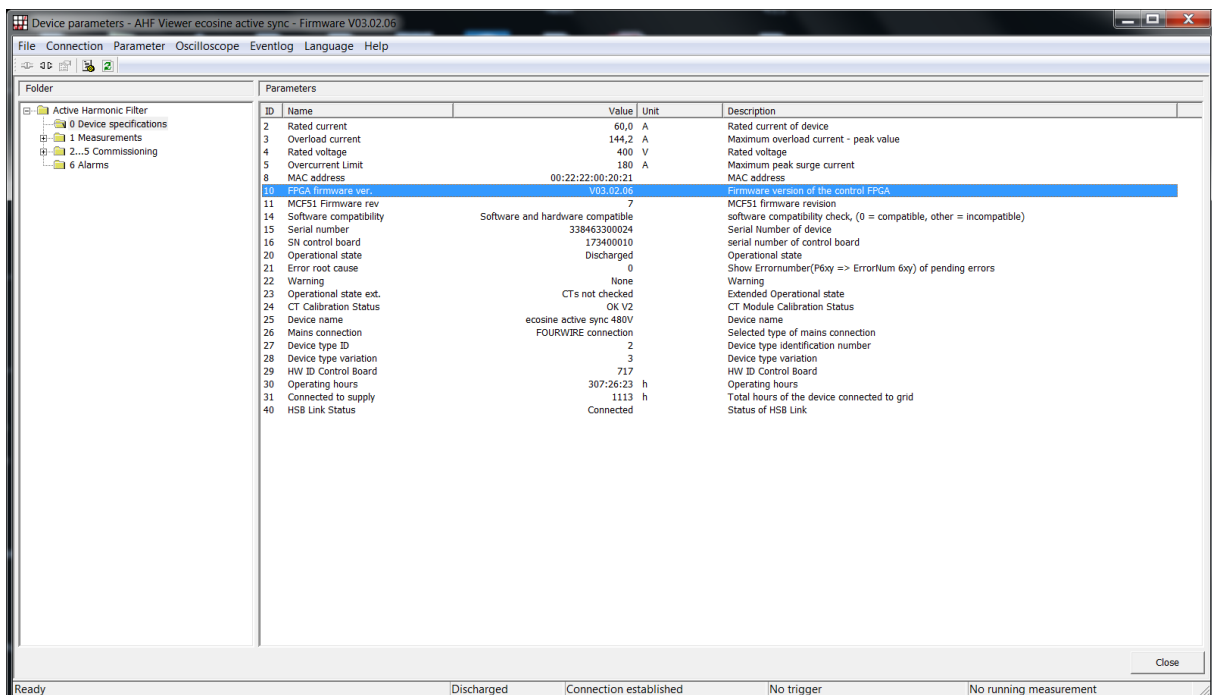 Device parameters - AHF Viewer ecosine active sync - Firmware V03.02.06
File Connection Parameter Oscilloscope Eventlog Language Help
Folder
Parameters
Active Harmonic Filter
0 Device specifications
1 Measurements
2...5 Commissioning
6 Alarms
ID Name Value Unit Description
2 Rated current 60,0 A Rated current of device
3 Overload current 144,2 A Maximum overload current - peak value
4 Rated voltage 400 V Rated voltage
5 Overcurrent Limit 180 A Maximum peak surge current
8 MAC address 00:22:22:00:20:21 MAC address
10 FPGA firmware ver. V03.02.06 Firmware version of the control FPGA
11 MCF51 Firmware rev 7 MCF51 firmware revision
14 Software compatibility Software and hardware compatible software compatibility check, (0 = compatible, other = incompatible)
15 Serial number 338463300024 Serial Number of device
16 SN control board 173400010 serial number of control board
20 Operational state Discharged Operational state
21 Error root cause 0 Show Errornumber(P6xy => ErrorNum 6xy) of pending errors
22 Warning None Warning
23 Operational state ext. CTs not checked Extended Operational state
24 CT Calibration Status OK V2 CT Module Calibration Status
25 Device name ecosine active sync 480V Device name
26 Mains connection FOURWIRE connection Selected type of mains connection
27 Device type ID 2 Device type identification number
28 Device type variation 3 Device type variation
29 HW ID Control Board 717 HW ID Control Board
30 Operating hours 307:26:23 h Operating hours
31 Connected to supply 1113 h Total hours of the device connected to grid
40 HSB Link Status Connected Status of HSB Link
Close
Ready Discharged Connection established No trigger No running measurement